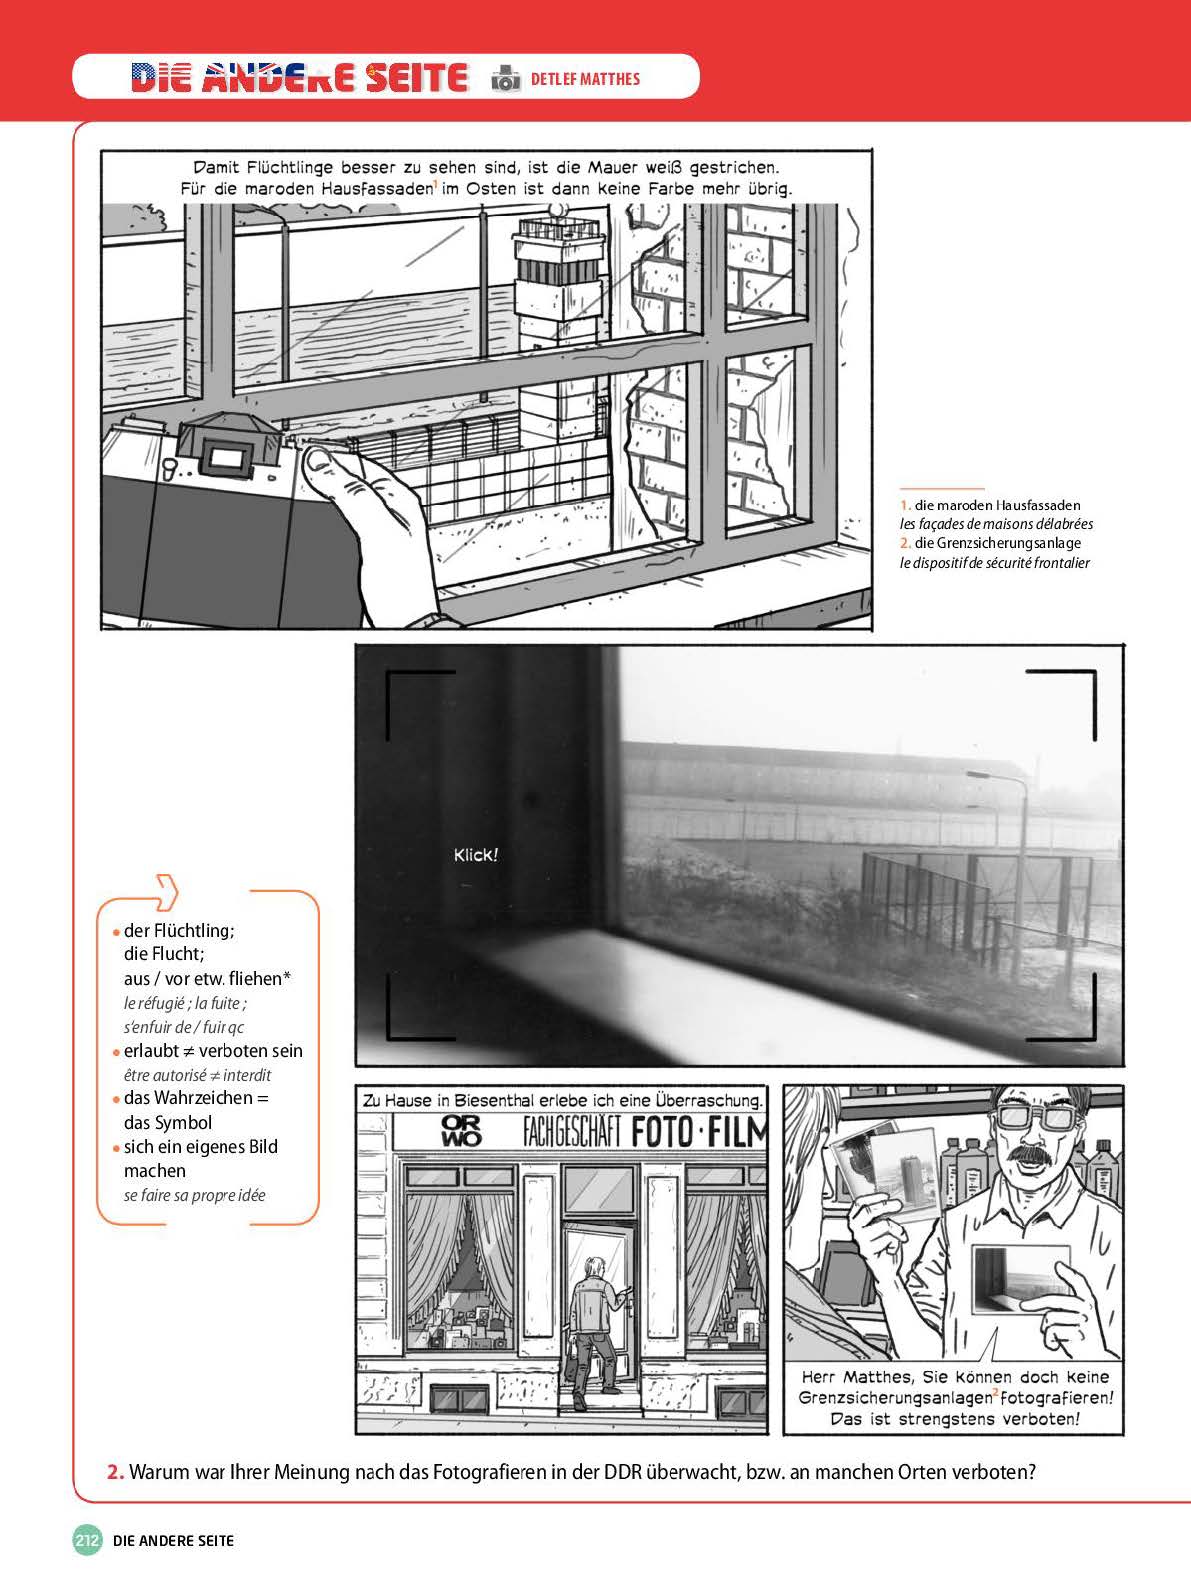 DIE ANDERE SEITE DETLEF MATTHES
Damit Flüchtlinge besser zu sehen sind, ist die Mauer weiß gestrichen.
Für die maroden Hausfassaden1 im Osten ist dann keine Farbe mehr übrig.
1. die maroden Hausfassaden
les façades de maisons délabrées
2. die Grenzsicherungsanlage
le dispositif de sécurité frontalier
Klick!
• der Flüchtling;
die Flucht;
aus / vor etw. fliehen*
le réfugié ; la fuite ;
s'enfuir de / fuir qc
• erlaubt ≠ verboten sein
être autorisé ≠ interdit
• das Wahrzeichen =
das Symbol
• sich ein eigenes Bild
machen
se faire sa propre idée
Zu Hause in Biesenthal erlebe ich eine Überraschung.
OR
WO
FACHGESCHÄFT FOTO·FILM
Herr Matthes, Sie können doch keine
Grenzsicherungsanlagen2 fotografieren!
Das ist strengstens verboten!
2. Warum war Ihrer Meinung nach das Fotografieren in der DDR überwacht, bzw. an manchen Orten verboten?
212 DIE ANDERE SEITE